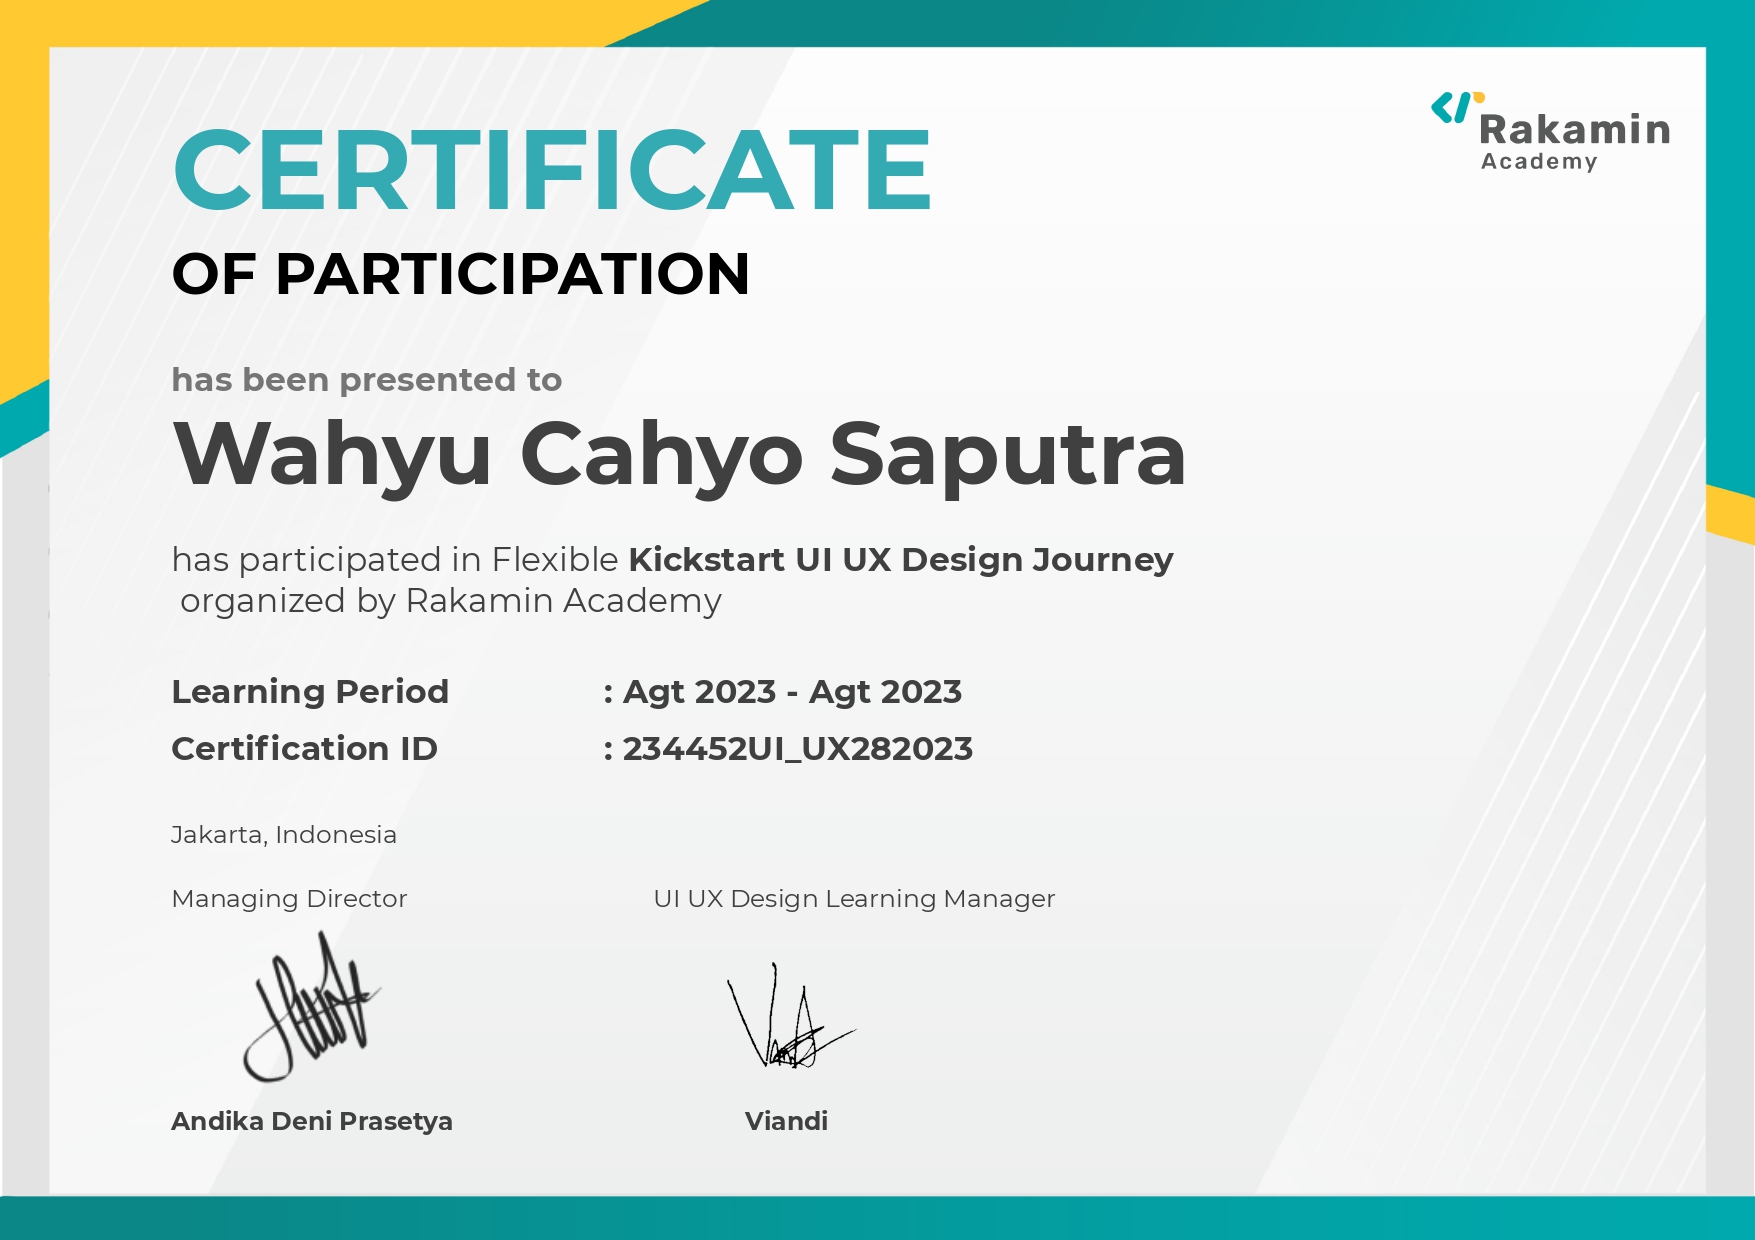 Rakamin
Academy
CERTIFICATE
OF PARTICIPATION
has been presented to
Wahyu Cahyo Saputra
has participated in Flexible Kickstart UI UX Design Journey
organized by Rakamin Academy
Learning Period : Agt 2023 - Agt 2023
Certification ID : 234452UI_UX282023
Jakarta, Indonesia
Managing Director UI UX Design Learning Manager
Andika Deni Prasetya Viandi